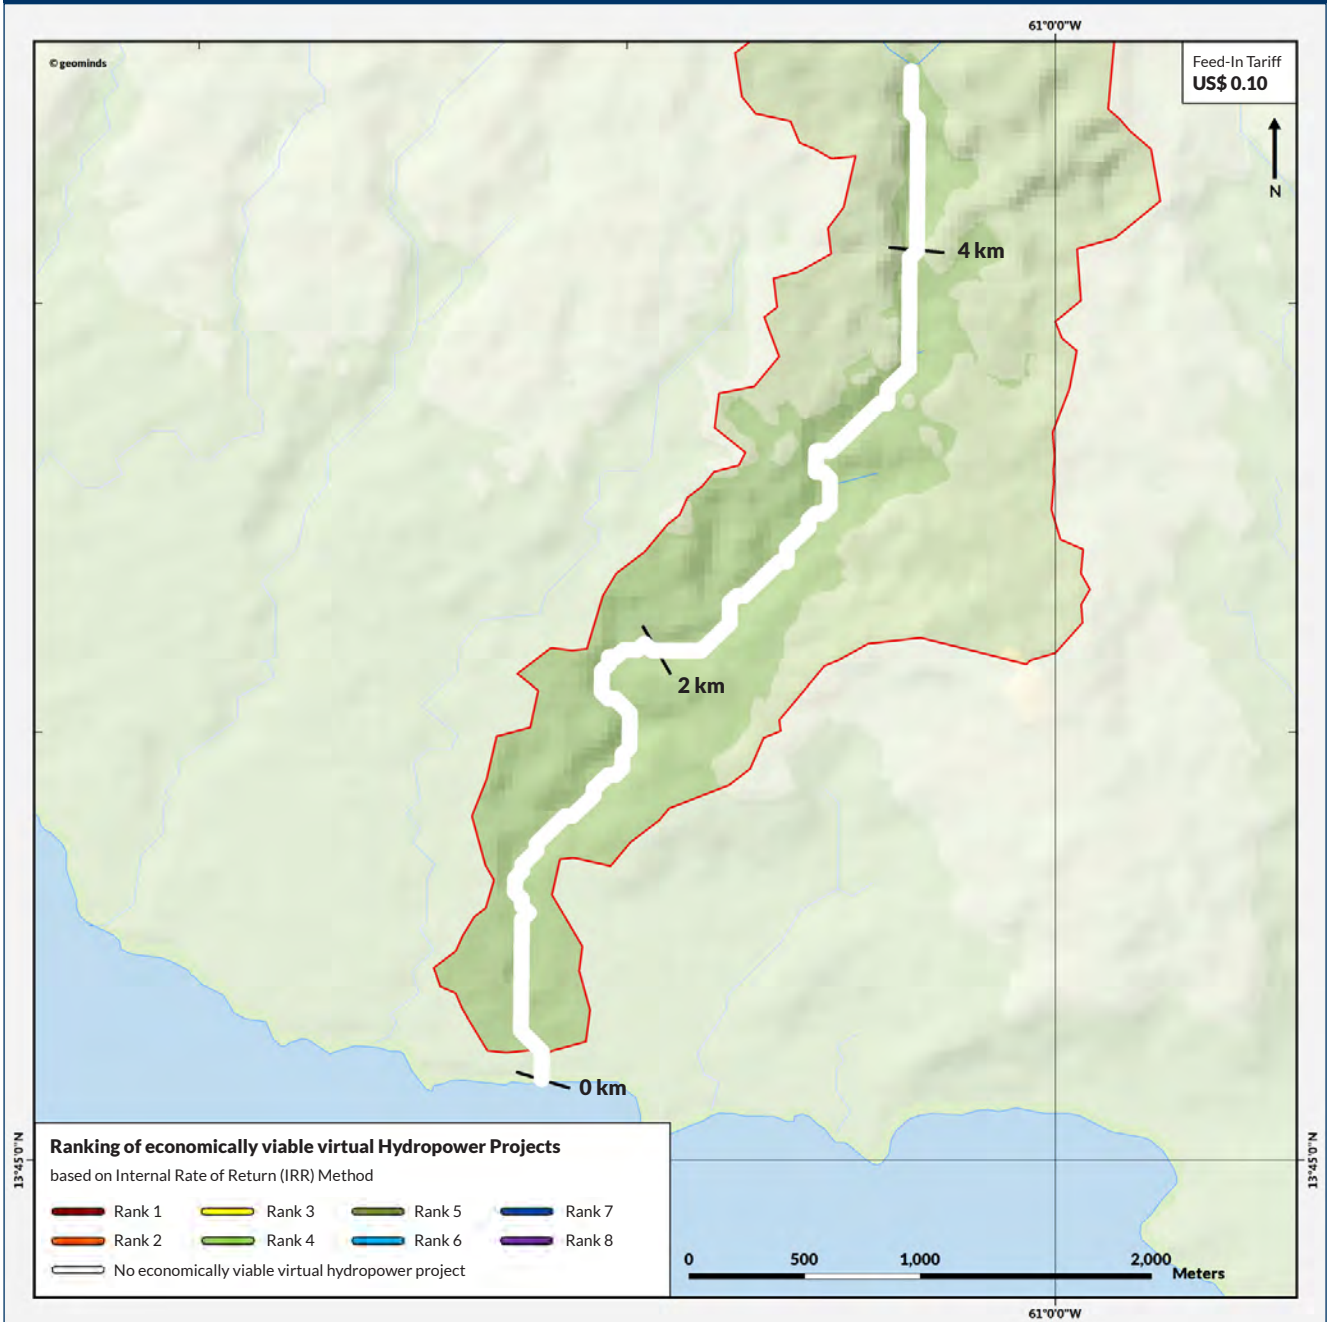 61°0'0"W
© geominds
Feed-In Tariff
US$ 0.10
N
4 km
2 km
0 km
13°45'0"N
13°45'0"N
Ranking of economically viable virtual Hydropower Projects
based on Internal Rate of Return (IRR) Method
Rank 1 Rank 3 Rank 5 Rank 7
Rank 2 Rank 4 Rank 6 Rank 8
No economically viable virtual hydropower project
0 500 1,000 2,000
Meters
61°0'0"W